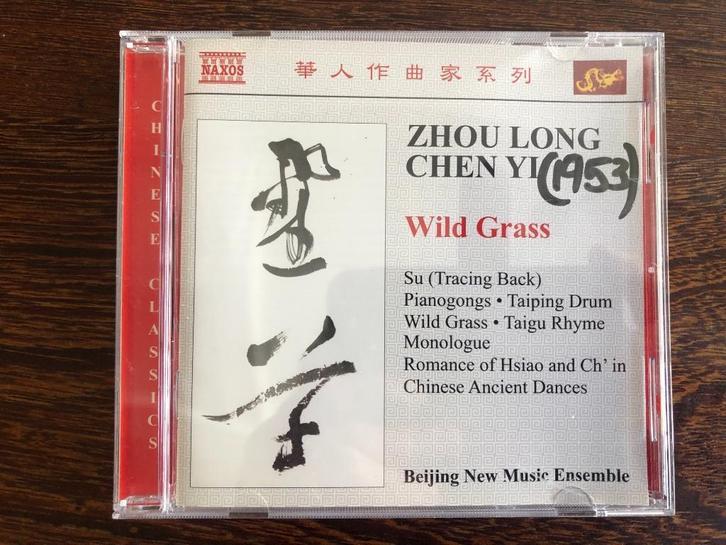 CHINESE CLASSICS
NAXOS
華人作曲家系列
ZHOU LONG
CHEN YI (1953)
Wild Grass
Su (Tracing Back)
Pianogongs • Taiping Drum
Wild Grass • Taigu Rhyme
Monologue
Romance of Hsiao and Ch' in
Chinese Ancient Dances
Beijing New Music Ensemble
野草